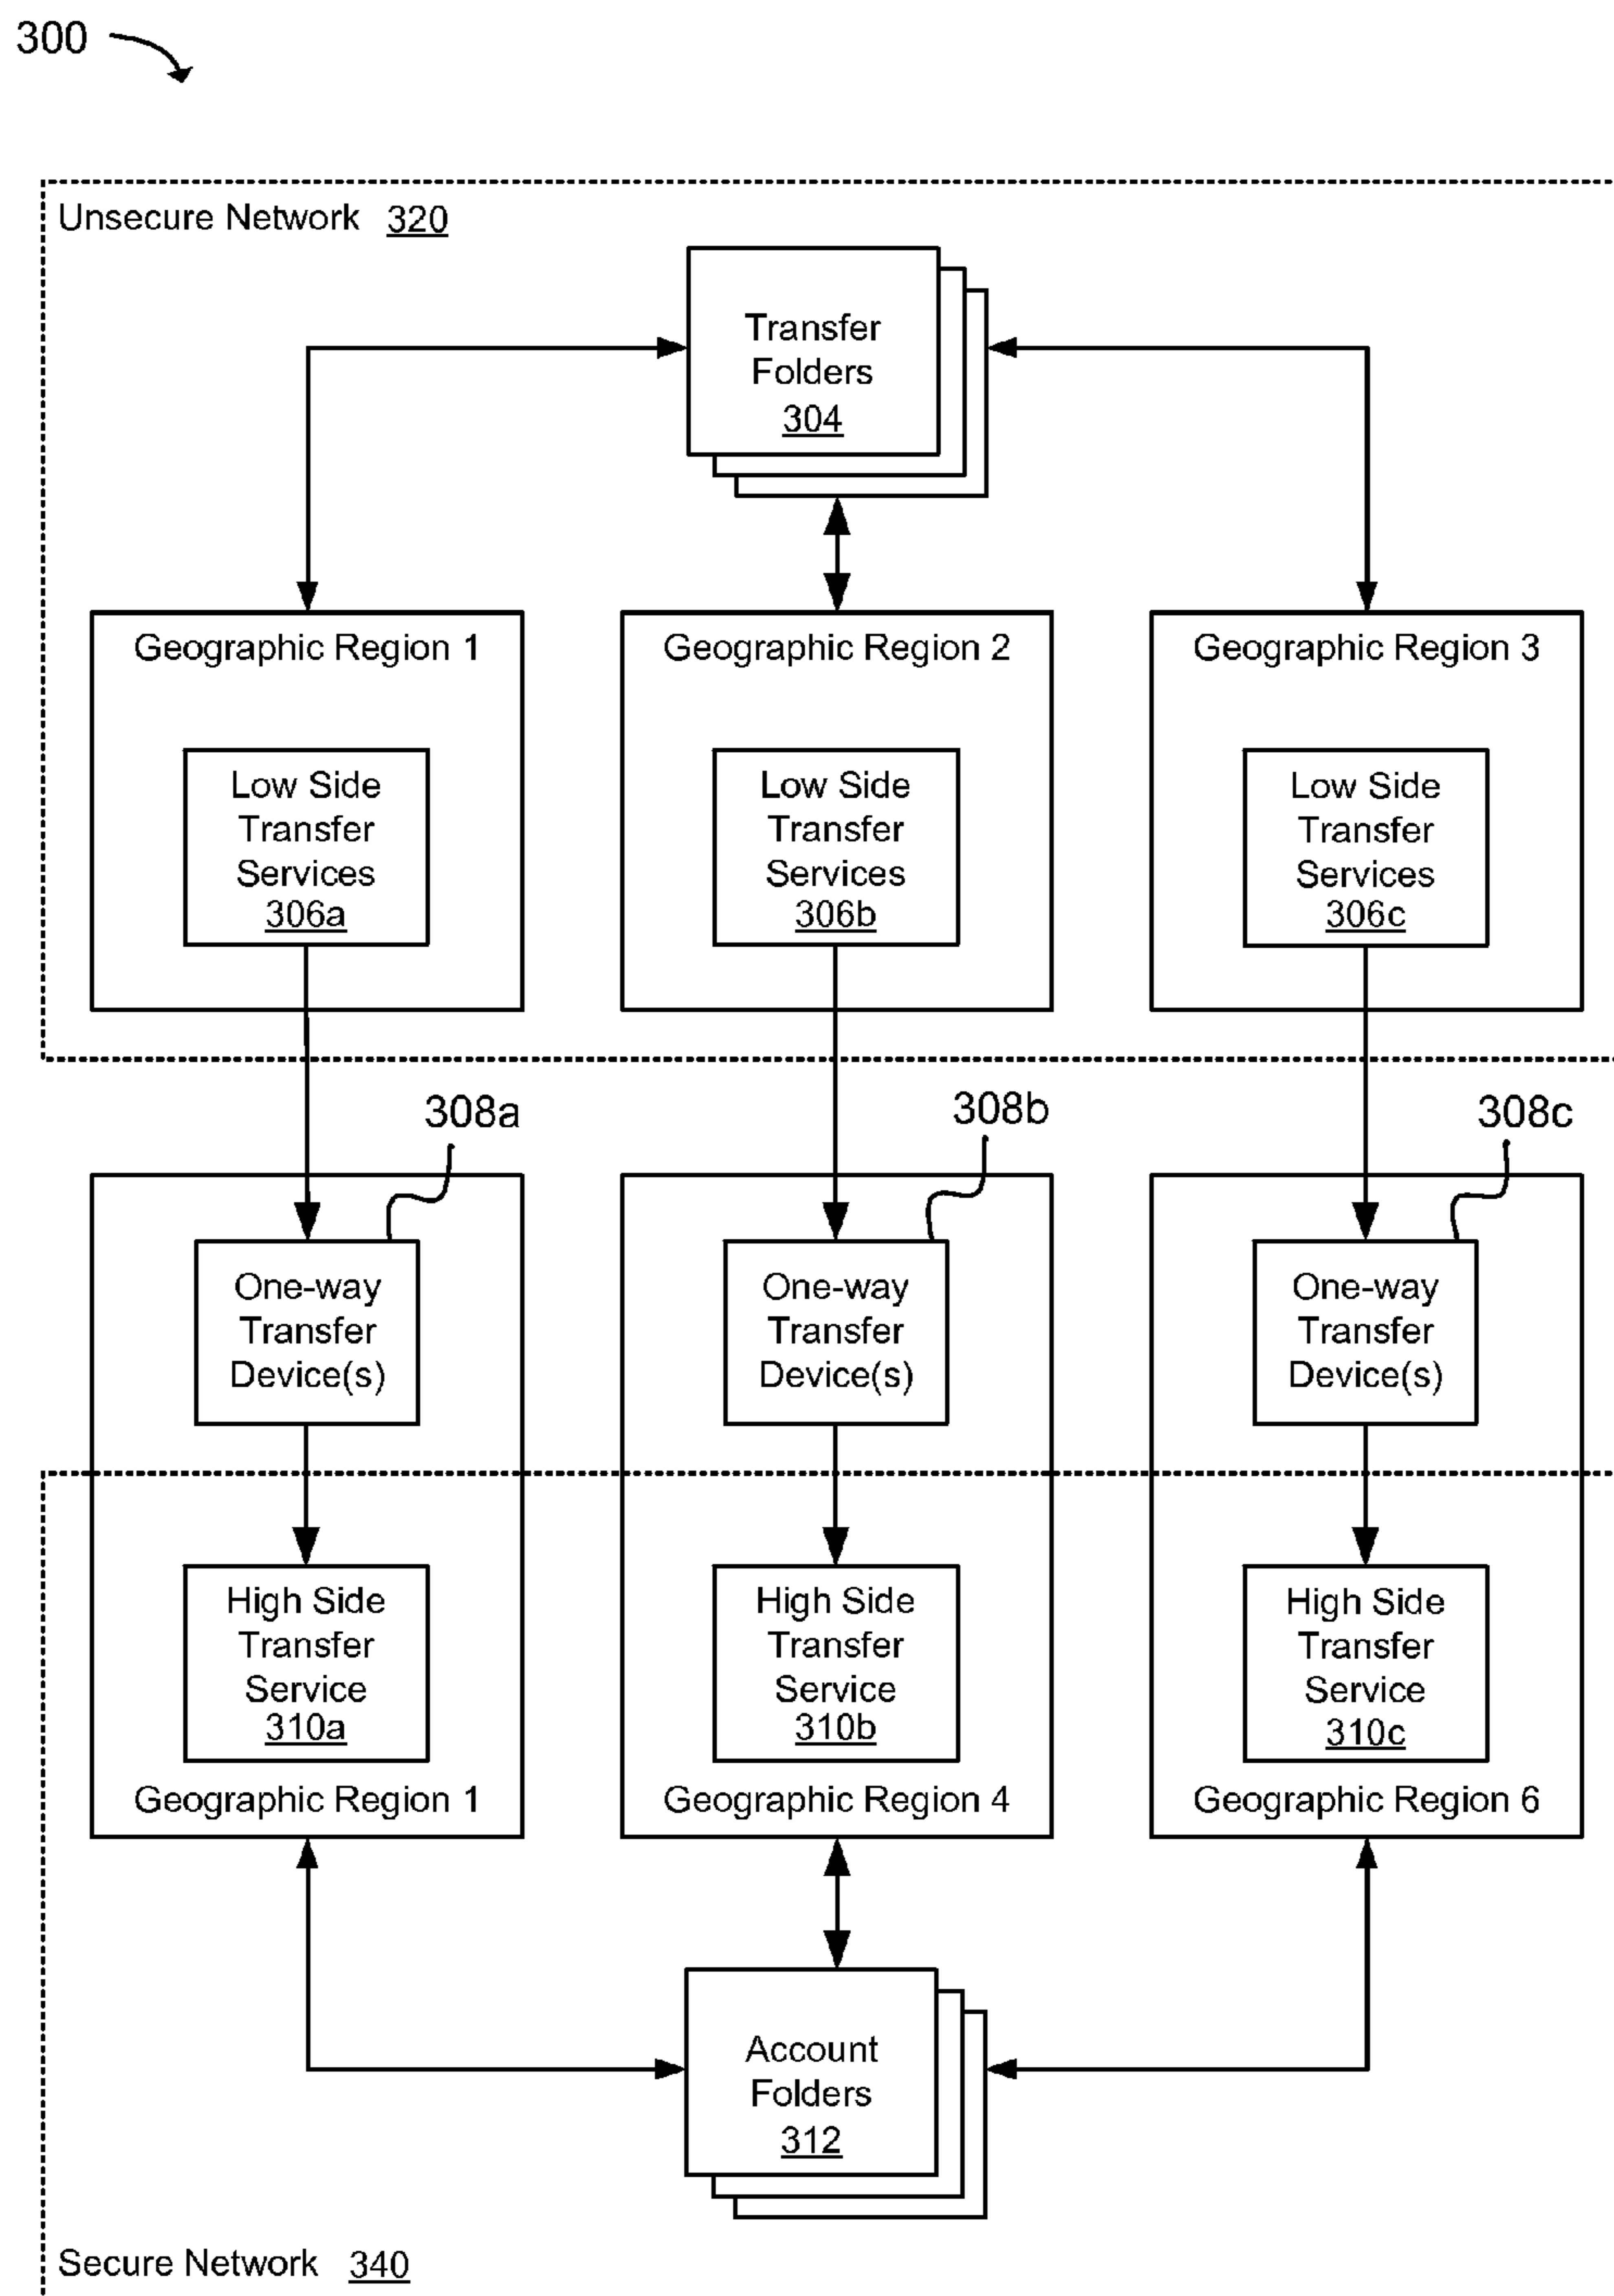 300
Unsecure Network 320
Transfer
Folders
304
Geographic Region 1
Low Side
Transfer
Services
306a
Geographic Region 2
Low Side
Transfer
Services
306b
Geographic Region 3
Low Side
Transfer
Services
306c
308a
One-way
Transfer
Device(s)
High Side
Transfer
Service
310a
Geographic Region 1
308b
One-way
Transfer
Device(s)
High Side
Transfer
Service
310b
Geographic Region 4
308c
One-way
Transfer
Device(s)
High Side
Transfer
Service
310c
Geographic Region 6
Account
Folders
312
Secure Network 340